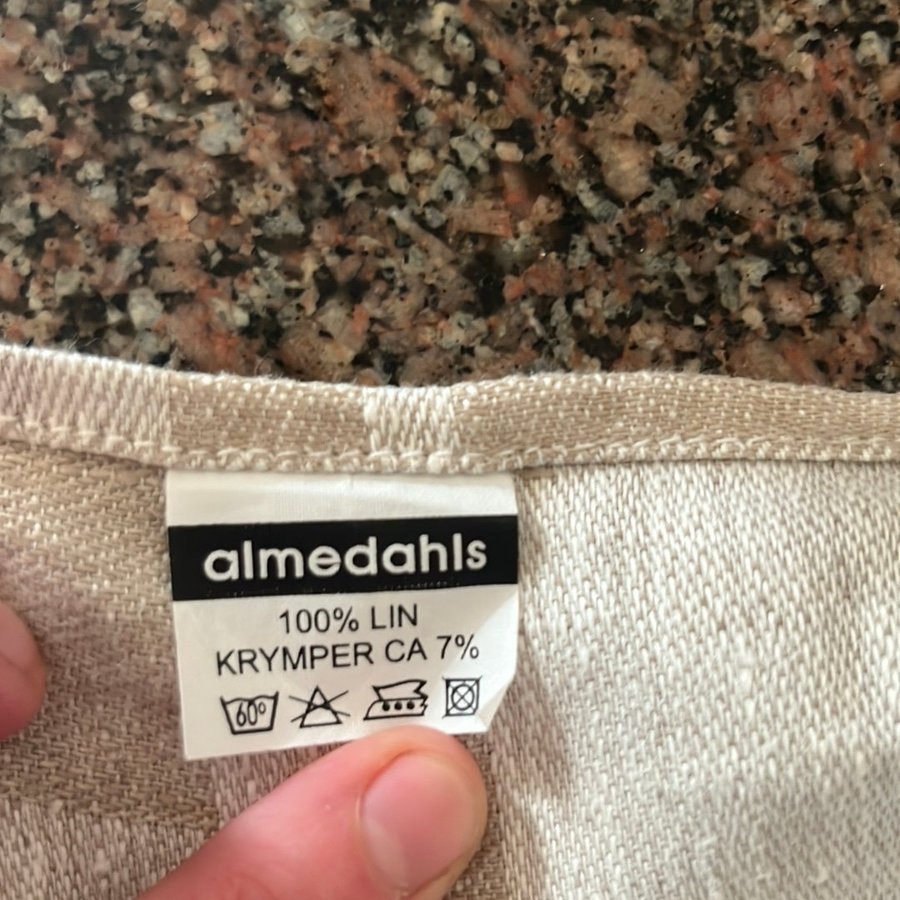 almedahls
100% LIN
KRYMPER CA 7%
60°